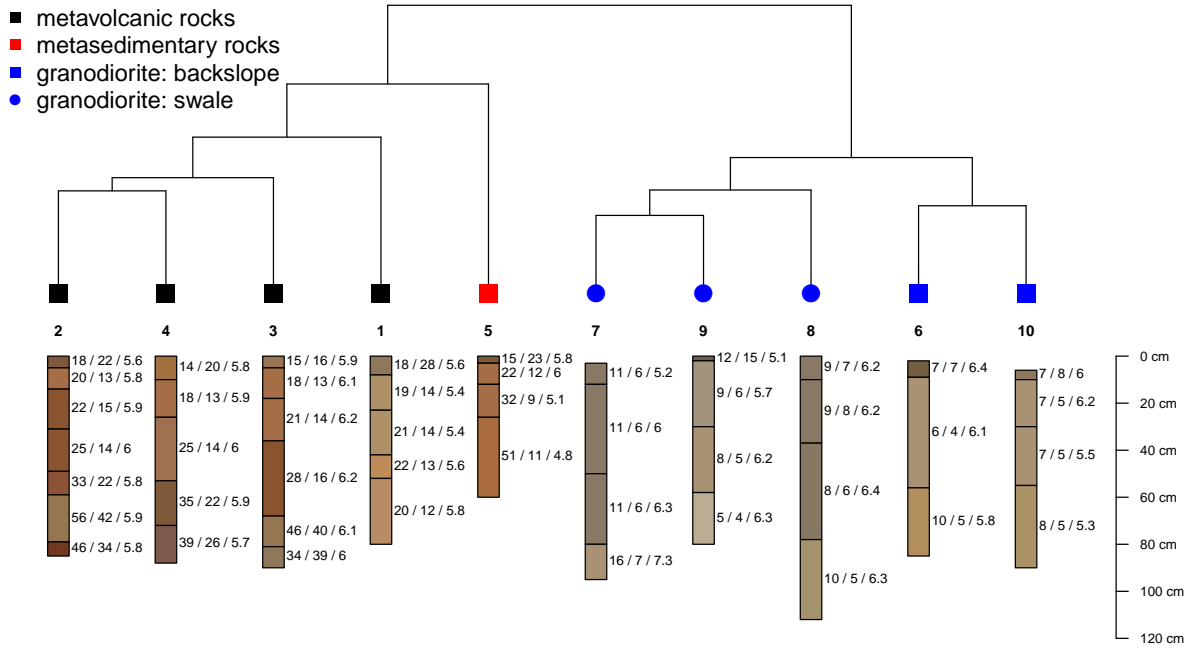 metavolcanic rocks
metasedimentary rocks
granodiorite: backslope
granodiorite: swale
2
4
3
1
5
7
9
8
6
10
18 / 22 / 5.6
20 / 13 / 5.8
22 / 15 / 5.9
25 / 14 / 6
33 / 22 / 5.8
56 / 42 / 5.9
46 / 34 / 5.8
14 / 20 / 5.8
18 / 13 / 5.9
25 / 14 / 6
35 / 22 / 5.9
39 / 26 / 5.7
15 / 16 / 5.9
18 / 13 / 6.1
21 / 14 / 6.2
28 / 16 / 6.2
46 / 40 / 6.1
34 / 39 / 6
18 / 28 / 5.6
19 / 14 / 5.4
21 / 14 / 5.4
22 / 13 / 5.6
20 / 12 / 5.8
15 / 23 / 5.8
22 / 12 / 6
32 / 9 / 5.1
51 / 11 / 4.8
11 / 6 / 5.2
11 / 6 / 6
11 / 6 / 6.3
16 / 7 / 7.3
12 / 15 / 5.1
9 / 6 / 5.7
8 / 5 / 6.2
5 / 4 / 6.3
9 / 7 / 6.2
9 / 8 / 6.2
8 / 6 / 6.4
10 / 5 / 6.3
7 / 7 / 6.4
6 / 4 / 6.1
10 / 5 / 5.8
7 / 8 / 6
7 / 5 / 6.2
7 / 5 / 5.5
8 / 5 / 5.3
0 cm
20 cm
40 cm
60 cm
80 cm
100 cm
120 cm